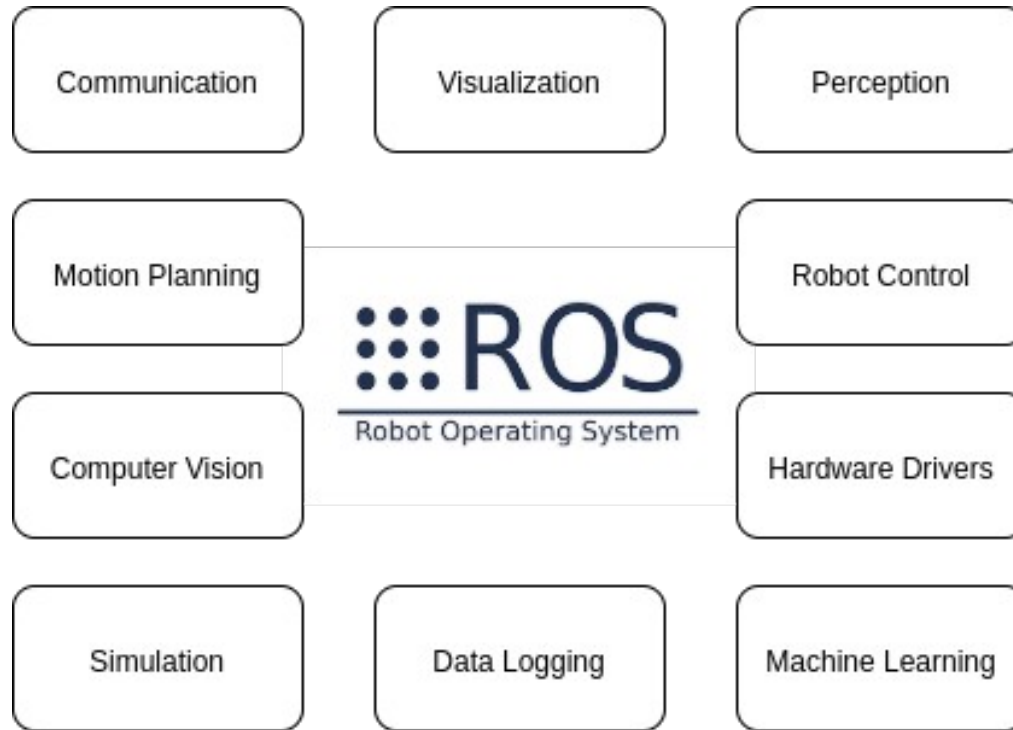 Communication
Visualization
Perception
Motion Planning
Robot Control
ROS
Robot Operating System
Computer Vision
Hardware Drivers
Simulation
Data Logging
Machine Learning